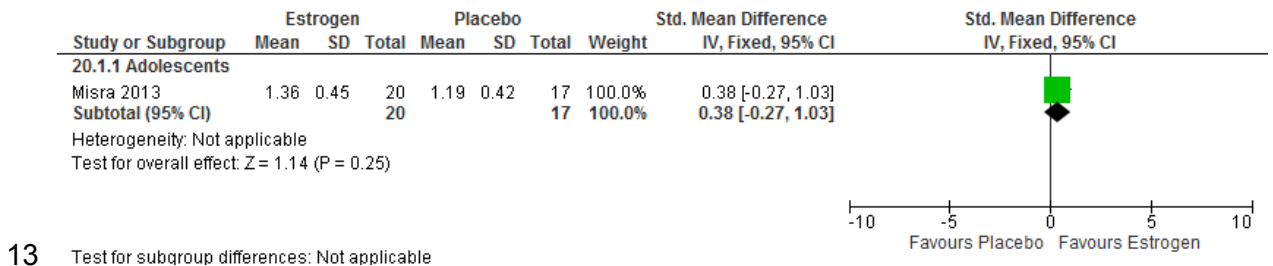 Estrogen Placebo Std. Mean Difference Std. Mean Difference
Study or Subgroup Mean SD Total Mean SD Total Weight IV, Fixed, 95% CI IV, Fixed, 95% CI
20.1.1 Adolescents
Misra 2013 1.36 0.45 20 1.19 0.42 17 100.0% 0.38 [-0.27, 1.03]
Subtotal (95% CI) 20 17 100.0% 0.38 [-0.27, 1.03]
Heterogeneity: Not applicable
Test for overall effect: Z = 1.14 (P = 0.25)
-10 -5 0 5 10
Favours Placebo Favours Estrogen
13 Test for subgroup differences: Not applicable